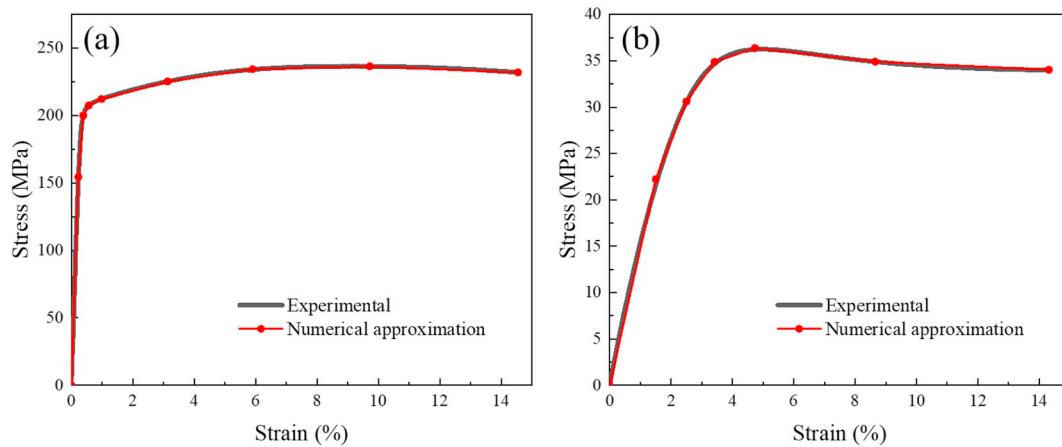 (a)
250
200
150
100
50
0
Stress (MPa)
Experimental
Numerical approximation
0 2 4 6 8 10 12 14
Strain (%)
(b)
40
35
30
25
20
15
10
5
0
Stress (MPa)
Experimental
Numerical approximation
0 2 4 6 8 10 12 14
Strain (%)